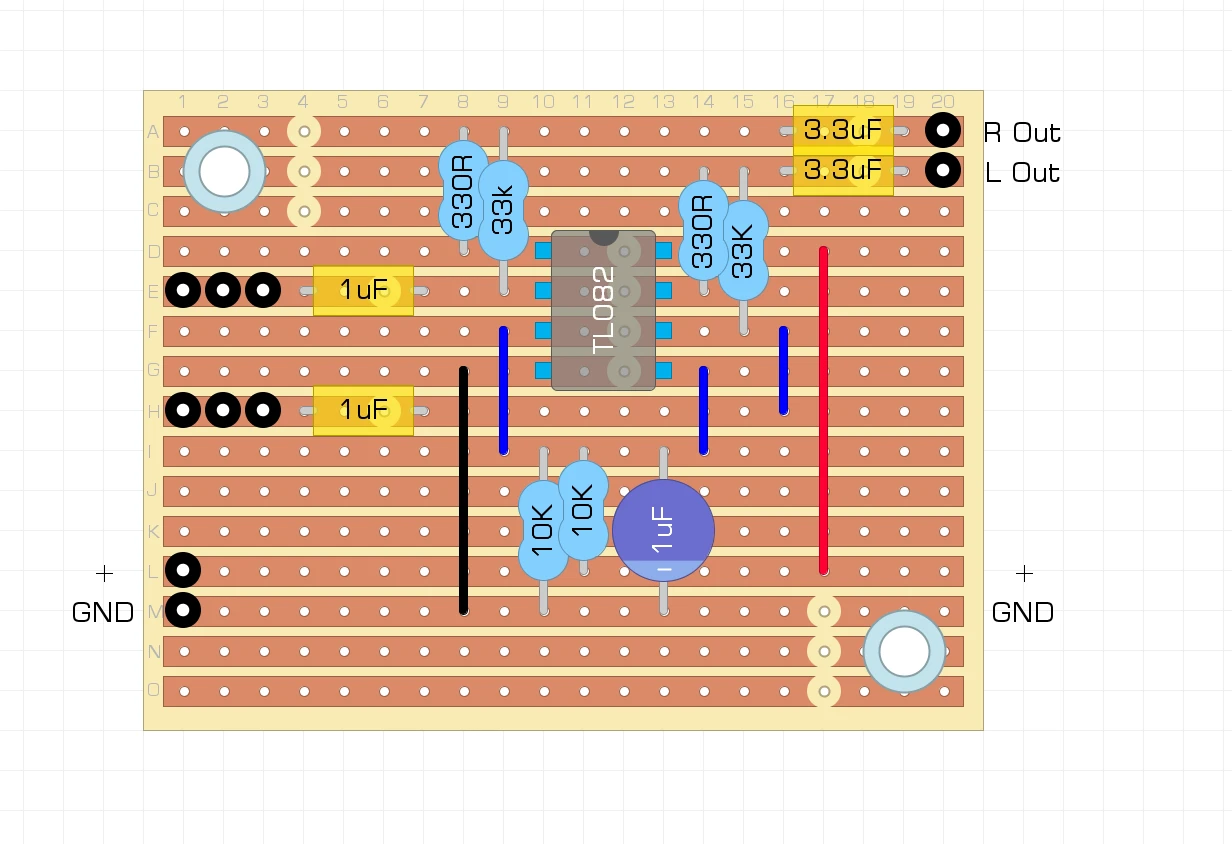 1 2 3 4 5 6 7 8 9 10 11 12 13 14 15 16 17 18 19 20
A
3.3uF
R Out
B
3.3uF
L Out
330R
33k
330R
33K
C
D
E
1uF
TL082
F
G
H
1uF
I
J
10K
10K
1uF
K
L
+
+
GND
M
GND
N
O